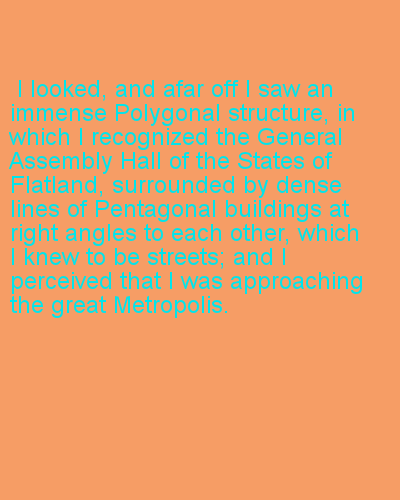 I looked, and afar off I saw an
immense Polygonal structure, in
which I recognized the General
Assembly Hall of the States of
Flatland, surrounded by dense
lines of Pentagonal buildings at
right angles to each other, which
I knew to be streets; and I
perceived that I was approaching
the great Metropolis.